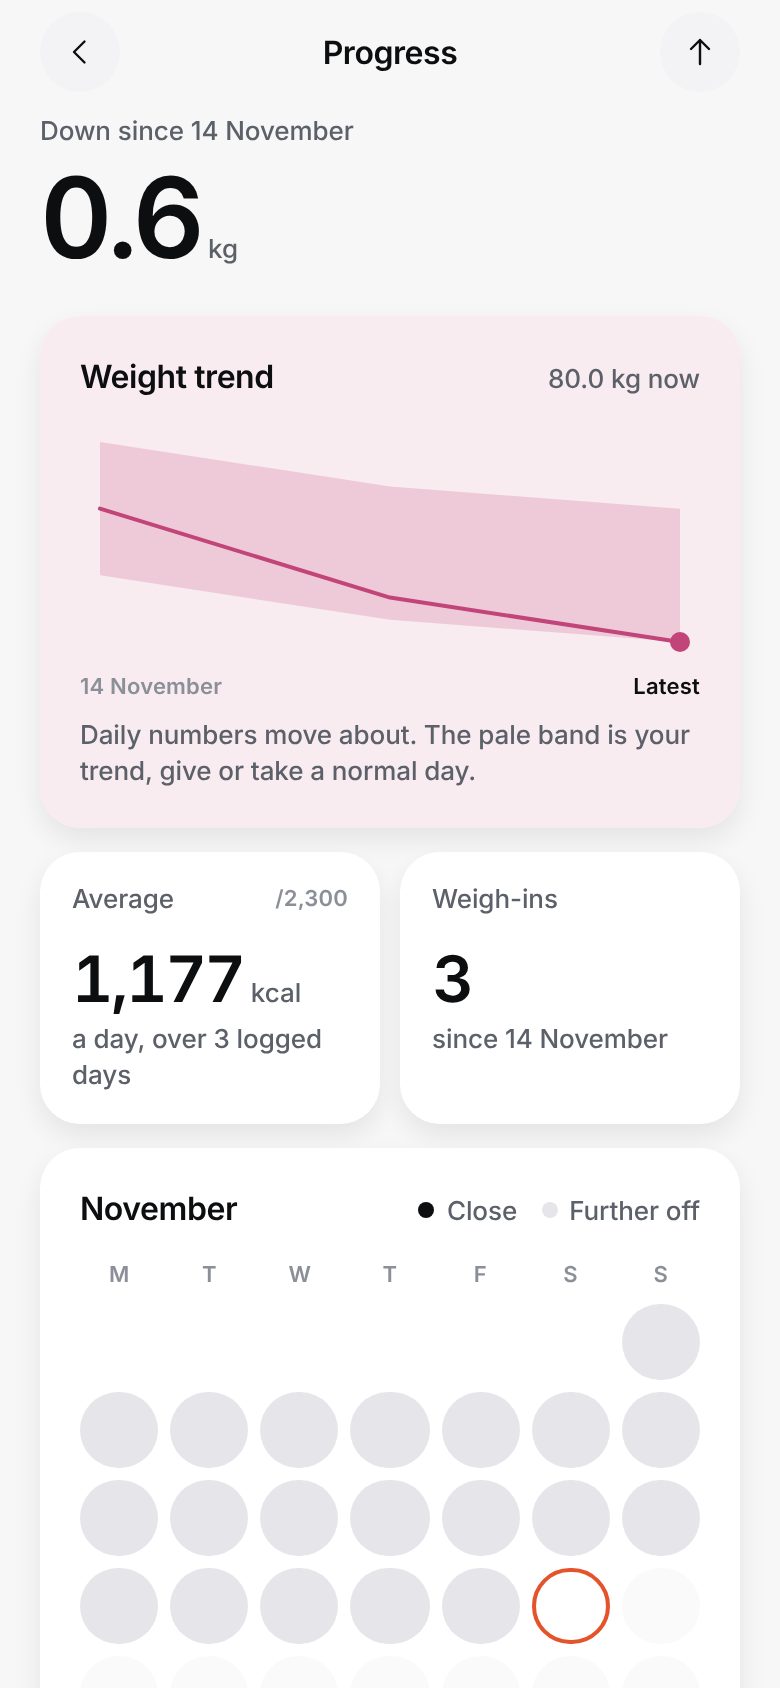 Progress
Down since 14 November
0.6 kg
Weight trend
80.0 kg now
14 November
Latest
Daily numbers move about. The pale band is your
trend, give or take a normal day.
Average
/2,300
1,177 kcal
a day, over 3 logged
days
Weigh-ins
3
since 14 November
November
Close
Further off
M T W T F S S